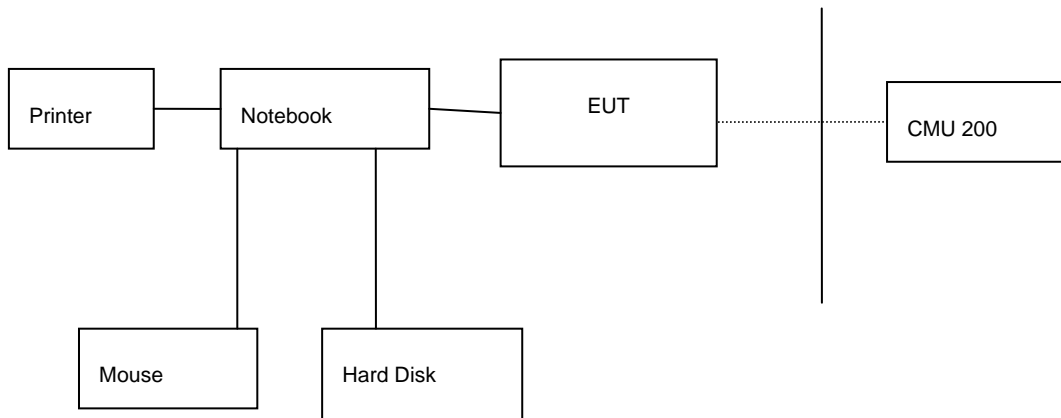 Printer
Notebook
EUT
CMU 200
Mouse
Hard Disk